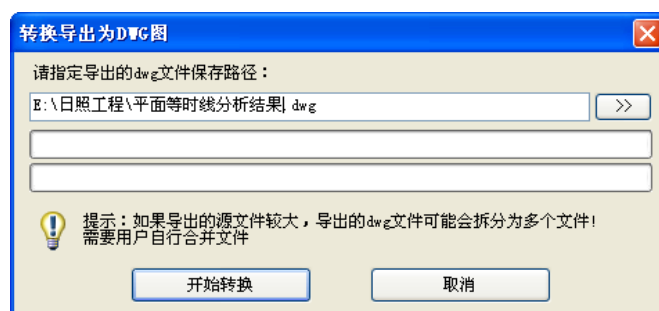 转换导出为DWG图
请指定导出的dwg文件保存路径：
E:\日照工程\平面等时线分析结果.dwg
>>
提示：如果导出的源文件较大，导出的dwg文件可能会拆分为多个文件!
需要用户自行合并文件
开始转换
取消